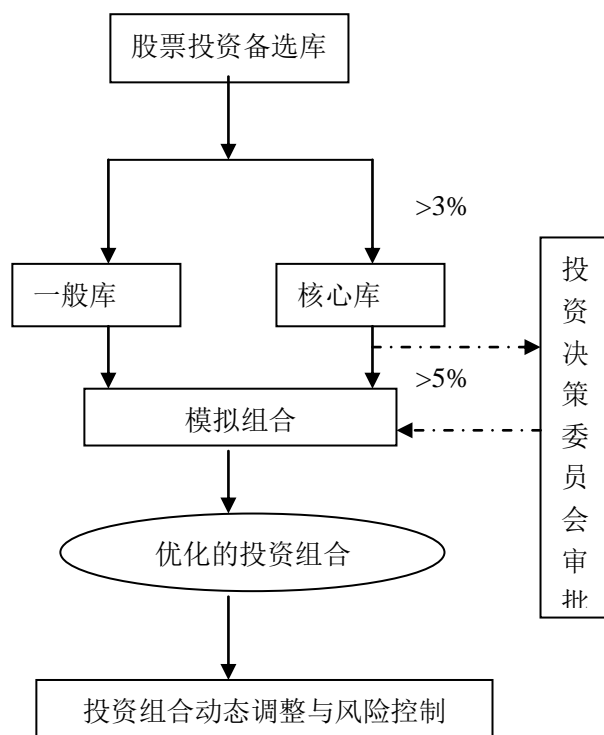 股票投资备选库
>3%
一般库
核心库
投资决策委员会审批
>5%
模拟组合
优化的投资组合
投资组合动态调整与风险控制